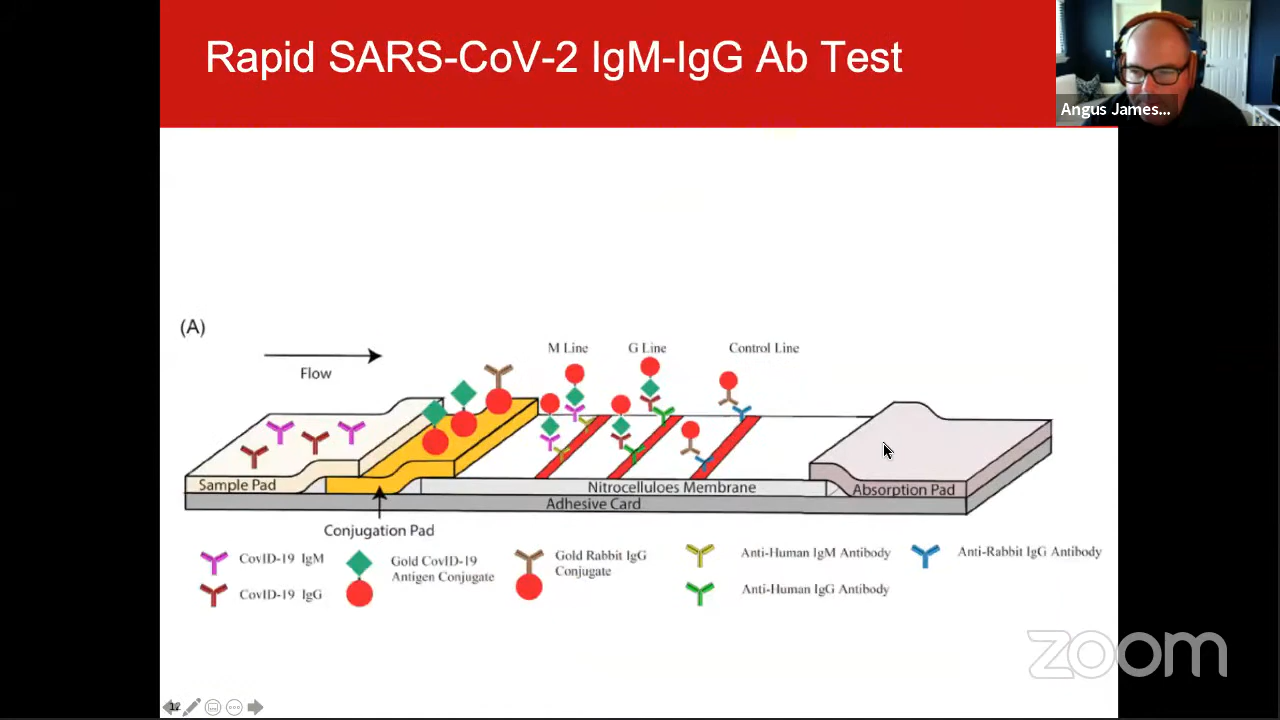 Rapid SARS-CoV-2 IgM-IgG Ab Test
Angus James...
(A)
Flow
M Line
G Line
Control Line
Sample Pad
Nitrocelluloes Membrane
Absorption Pad
Adhesive Card
Conjugation Pad
CovID-19 IgM
CovID-19 IgG
Gold CovID-19
Antigen Conjugate
Gold Rabbit IgG
Conjugate
Anti-Human IgM Antibody
Anti-Human IgG Antibody
Anti-Rabbit IgG Antibody
zoom
12